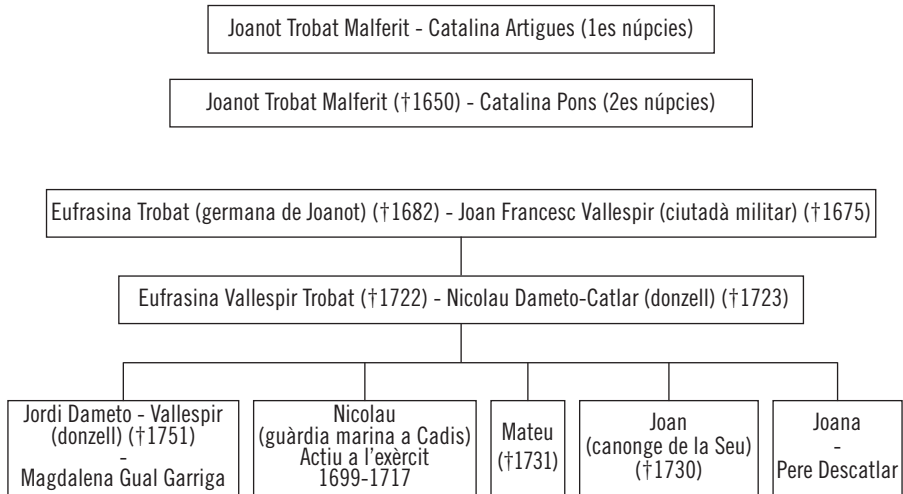 Joanot Trobat Malferit - Catalina Artigues (1es núpcies)
Joanot Trobat Malferit (†1650) - Catalina Pons (2es núpcies)
Eufrasina Trobat (germana de Joanot) (†1682) - Joan Francesc Vallespir (ciutadà militar) (†1675)
Eufrasina Vallespir Trobat (†1722) - Nicolau Dameto-Catlar (donzell) (†1723)
Jordi Dameto - Vallespir
(donzell) (†1751)
-
Magdalena Gual Garriga
Nicolau
(guàrdia marina a Cadis)
Actiu a l'exèrcit
1699-1717
Mateu
(†1731)
Joan
(canonge de la Seu)
(†1730)
Joana
-
Pere Descatlar